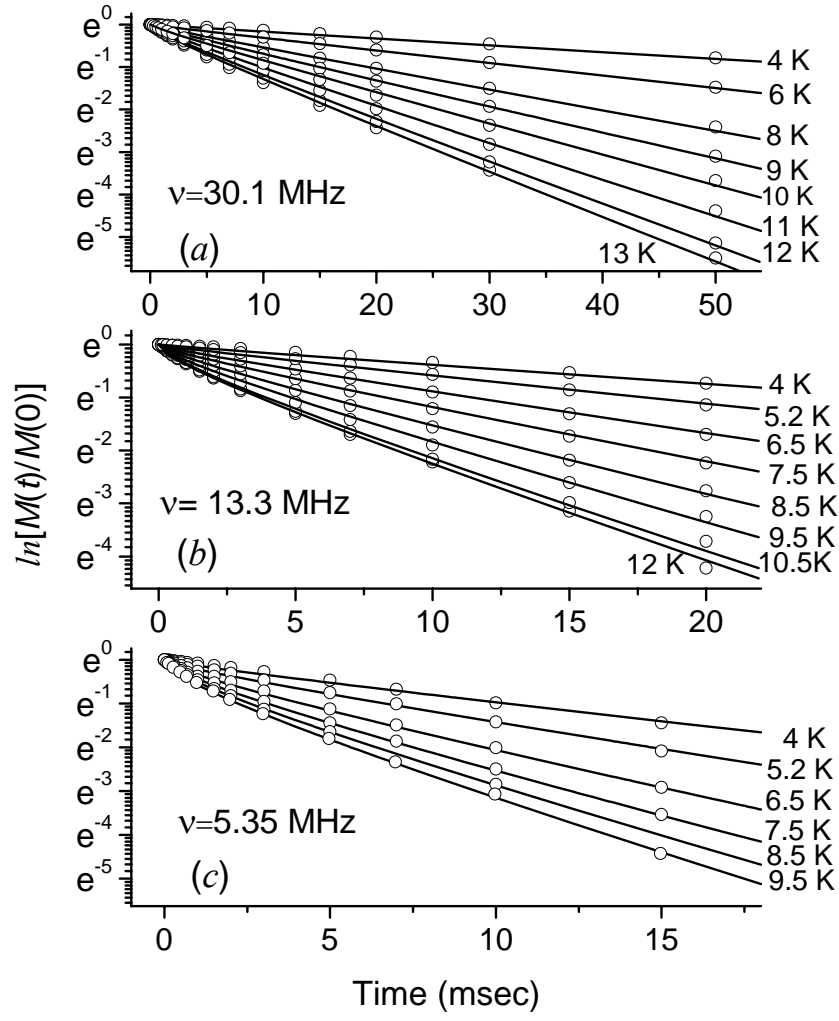 ln[M(t)/M(0)]
e⁰
e⁻¹
e⁻²
e⁻³
e⁻⁴
e⁻⁵
4 K
6 K
8 K
9 K
10 K
11 K
12 K
13 K
ν=30.1 MHz
(a)
0 10 20 30 40 50
e⁰
e⁻¹
e⁻²
e⁻³
e⁻⁴
4 K
5.2 K
6.5 K
7.5 K
8.5 K
9.5 K
10.5K
12 K
ν= 13.3 MHz
(b)
0 5 10 15 20
e⁰
e⁻¹
e⁻²
e⁻³
e⁻⁴
e⁻⁵
4 K
5.2 K
6.5 K
7.5 K
8.5 K
9.5 K
ν=5.35 MHz
(c)
0 5 10 15
Time (msec)